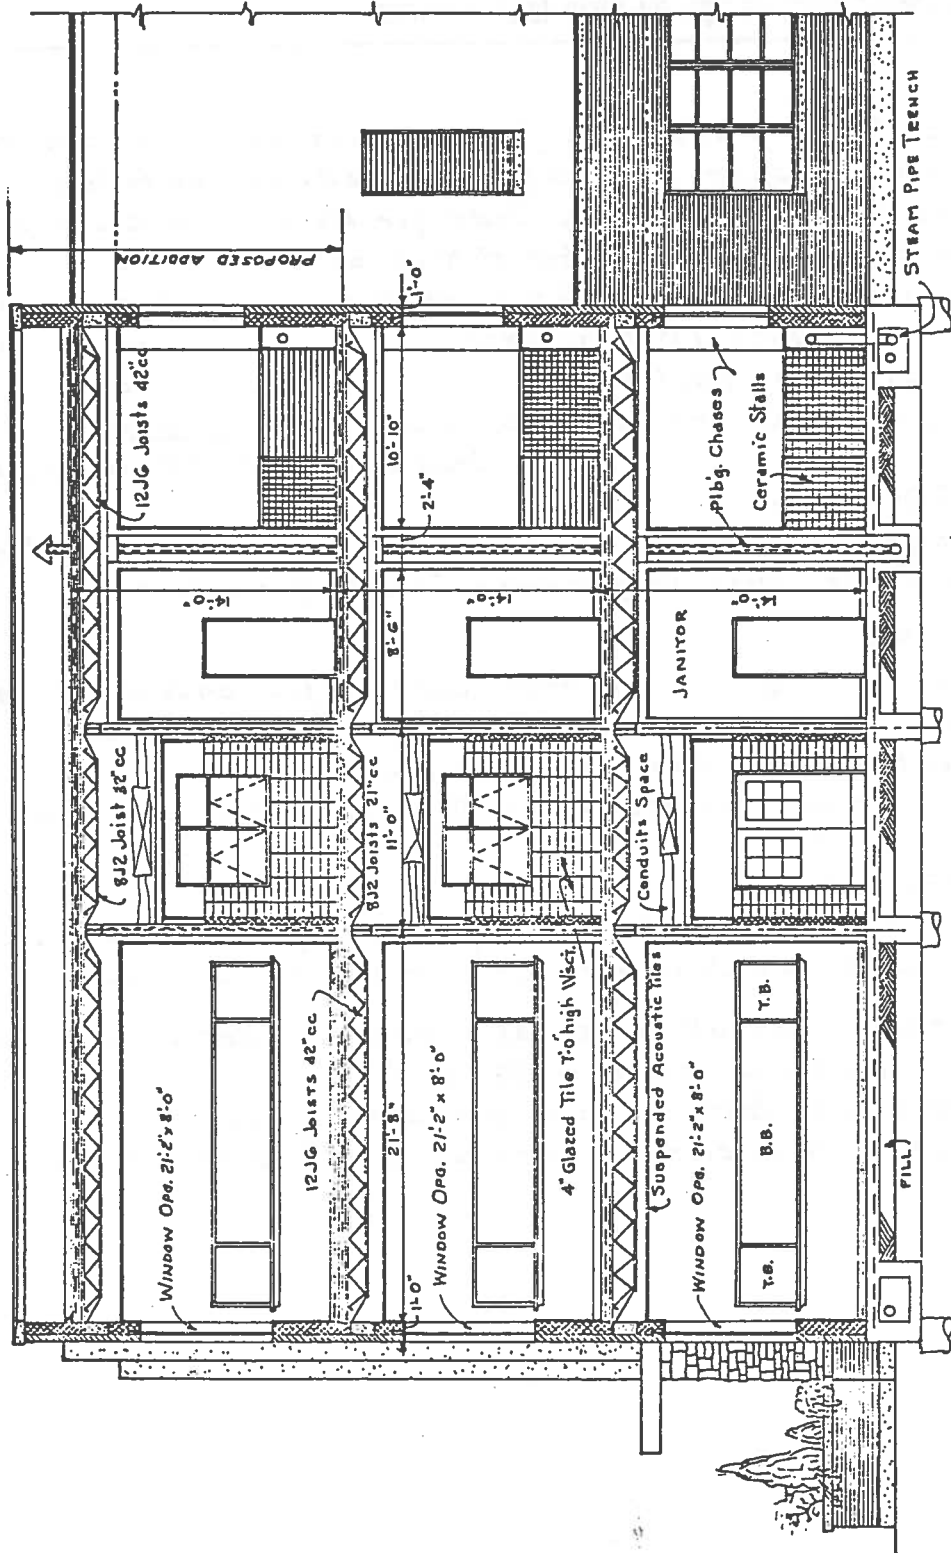 PROPOSED ADDITION
12J6 Joists 42"cc
8J2 Joist 32"cc
WINDOW OPG. 21'-2" x 8'-0"
14'-0"
12J6 JOISTS 42"cc
8J2 Joists 21"cc
1'-0"
21'-8"
11'-0"
8'-6"
2'-4"
10'-10"
1'-0"
WINDOW OPG. 21'-2" x 8'-0"
14'-0"
4" Glazed Tile 7'-0" high Wsct.
Suspended Acoustic Tiles
Conduits Space
JANITOR
14'-0"
Plb'g. Chases
Ceramic Stalls
WINDOW OPG. 21'-2" x 8'-0"
T.B.
B.B.
T.B.
FILL
STEAM PIPE TRENCH